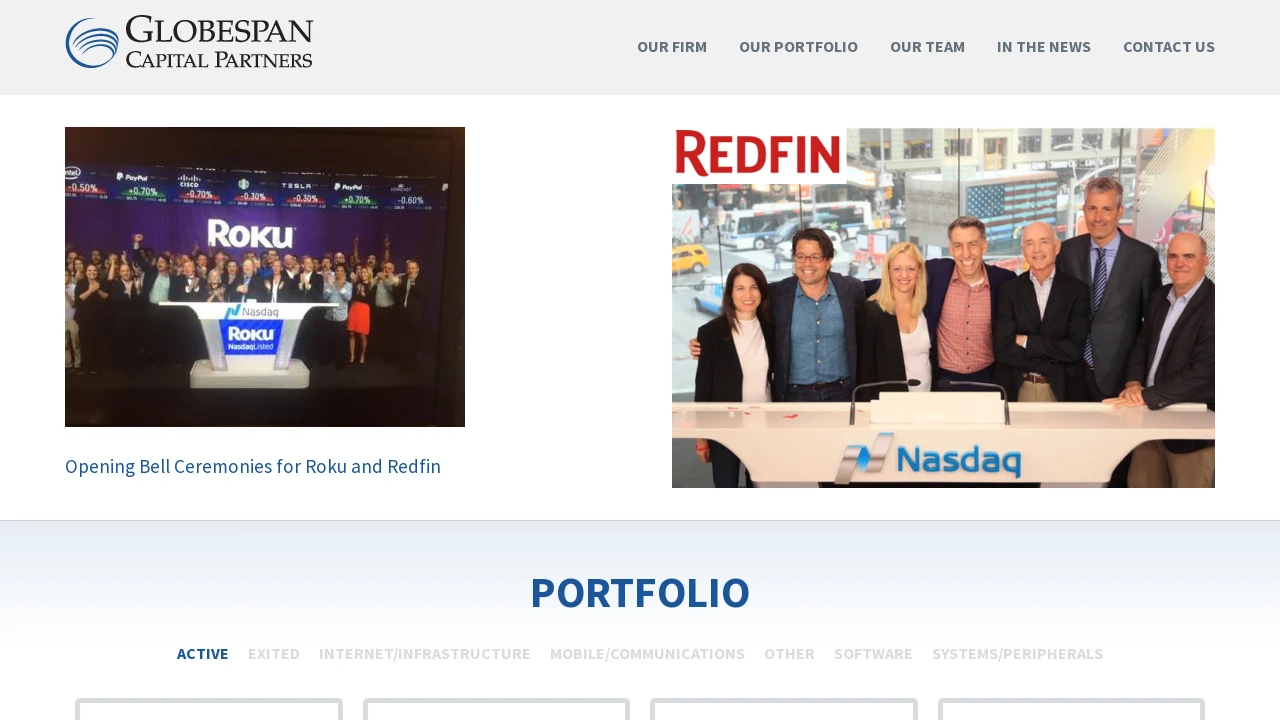 GLOBESPAN
CAPITAL PARTNERS
OUR FIRM
OUR PORTFOLIO
OUR TEAM
IN THE NEWS
CONTACT US
intel
-0.50%
PayPal
+0.70%
CISCO
-0.70%
-0.30%
TESLA
-0.30%
PayPal
+0.70%
-0.60%
ROKU
Nasdaq
ROKU
NasdaqListed
REDFIN
Nasdaq
Opening Bell Ceremonies for Roku and Redfin
PORTFOLIO
ACTIVE
EXITED
INTERNET/INFRASTRUCTURE
MOBILE/COMMUNICATIONS
OTHER
SOFTWARE
SYSTEMS/PERIPHERALS